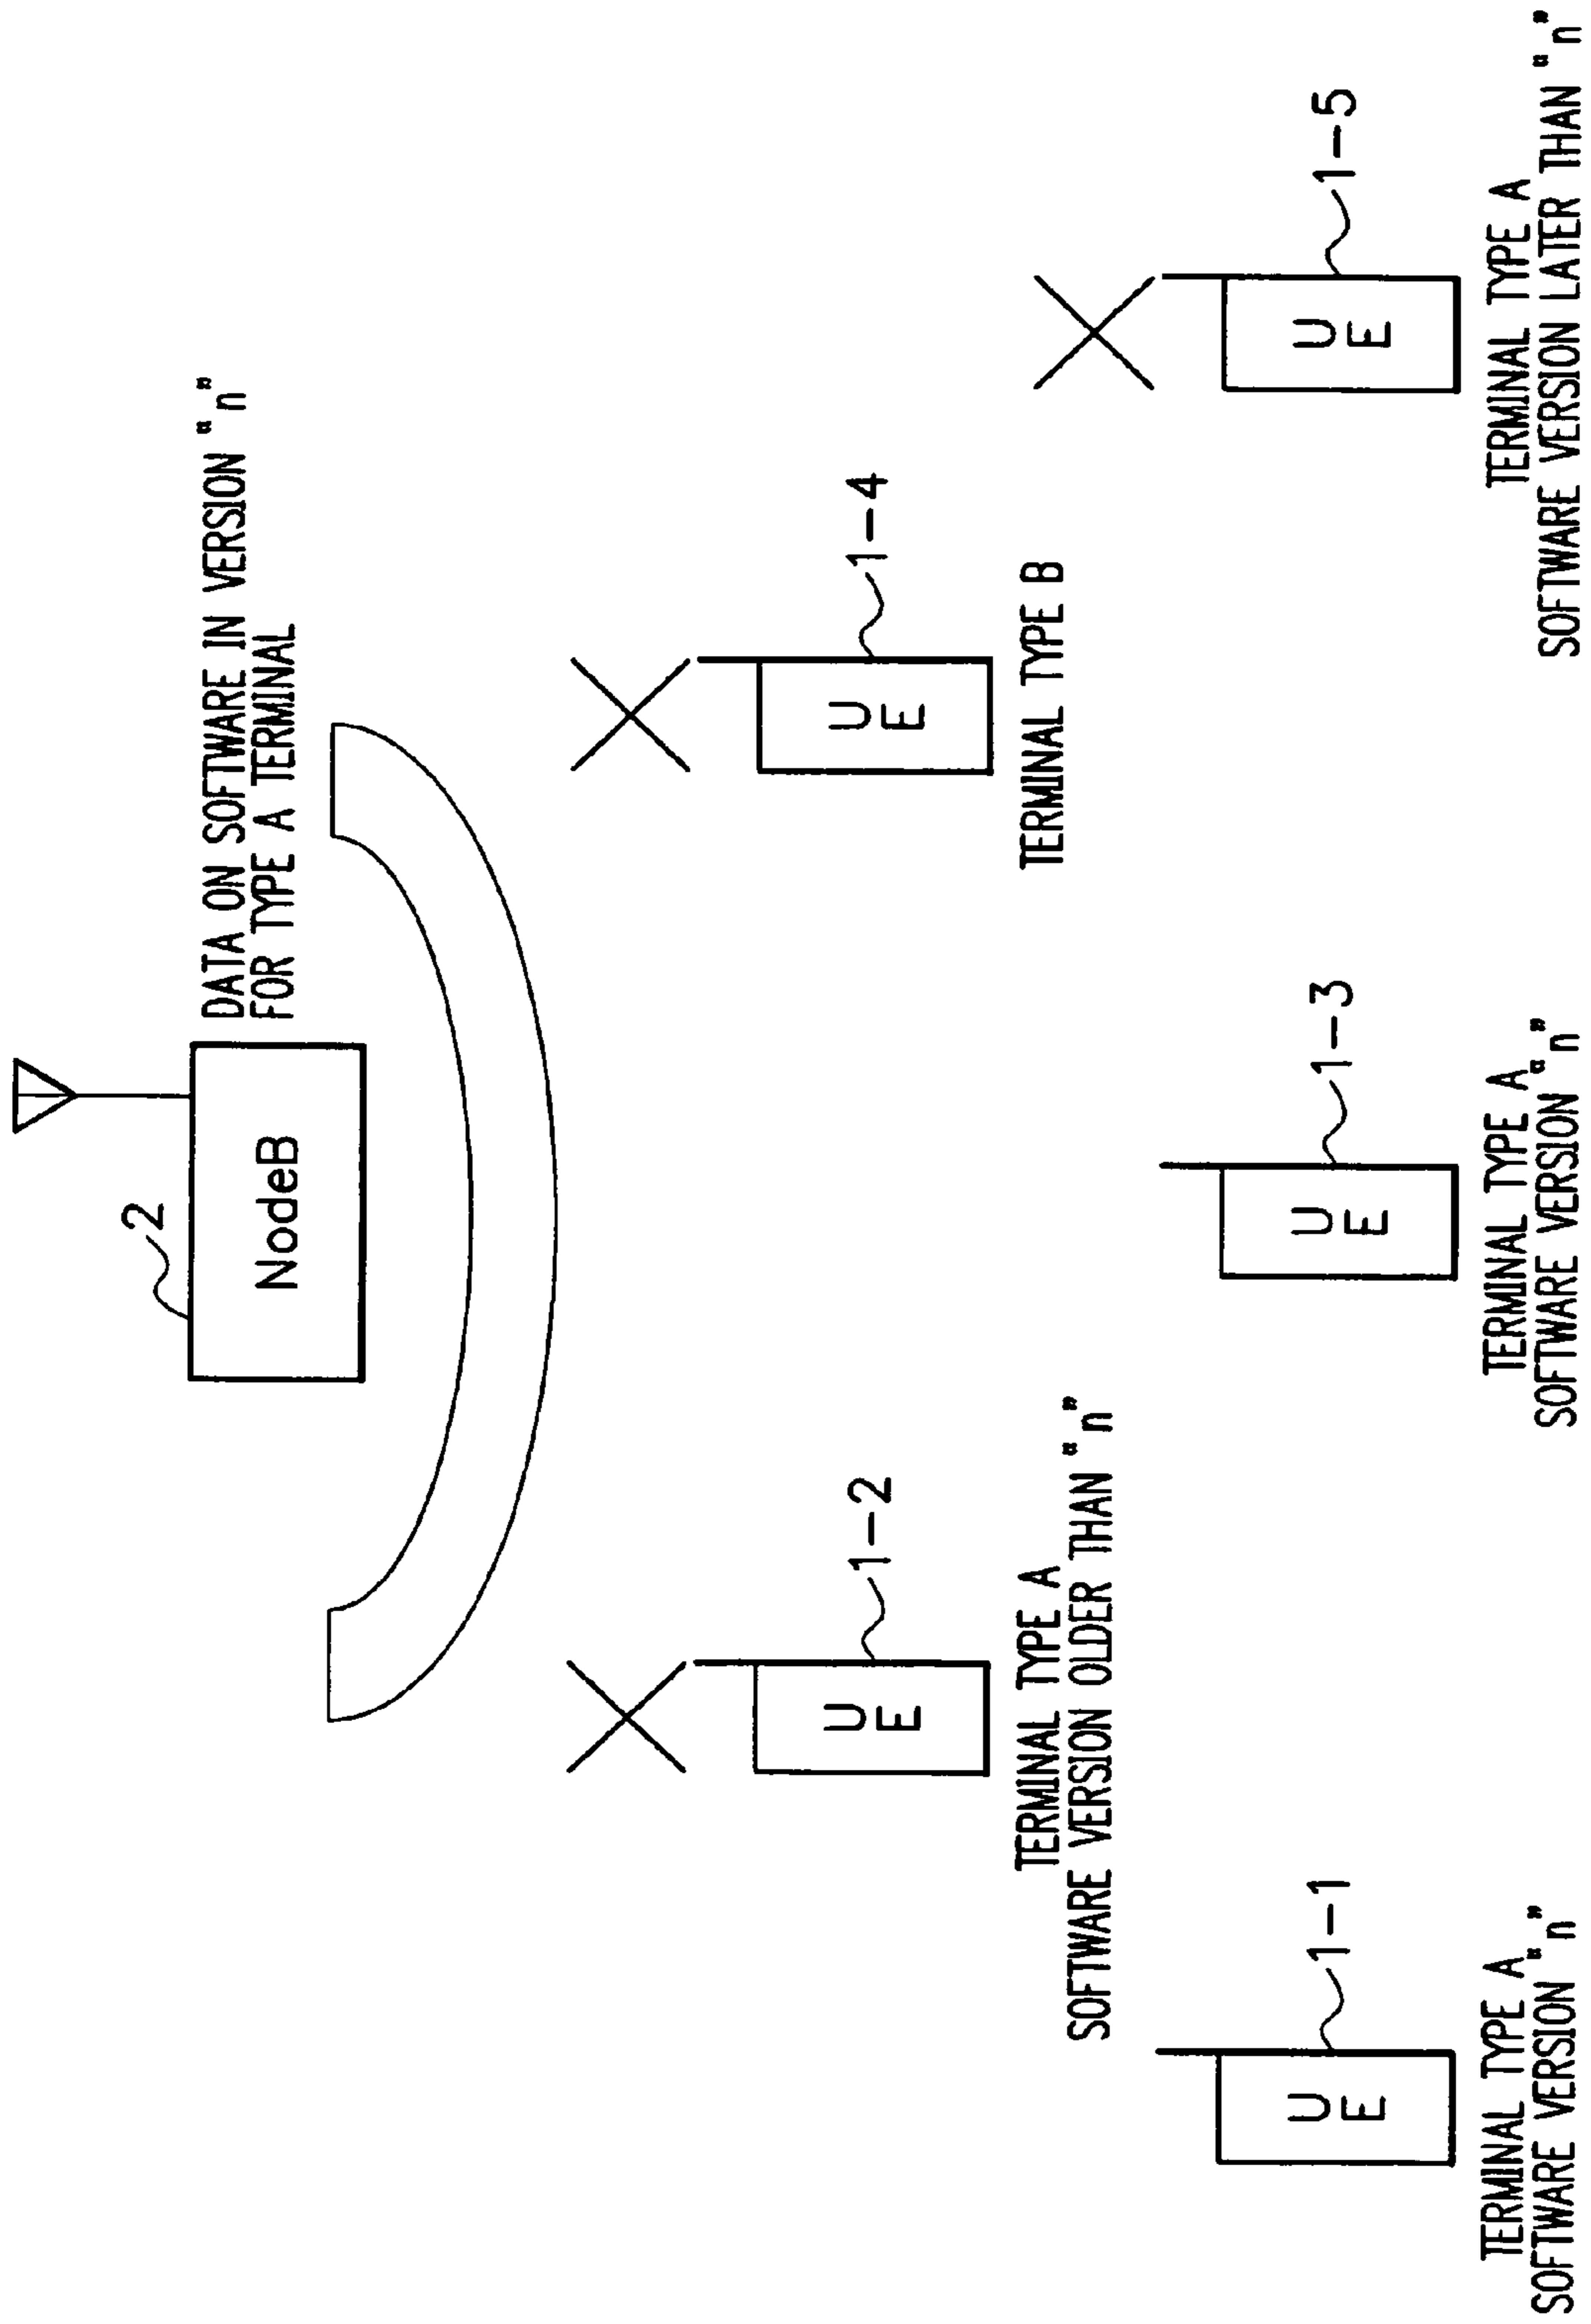 2
NodeB
DATA ON SOFTWARE IN VERSION “n”
FOR TYPE A TERMINAL
U
E
1-2
TERMINAL TYPE A
SOFTWARE VERSION OLDER THAN “n”
U
E
1-4
TERMINAL TYPE B
U
E
1-1
TERMINAL TYPE A
SOFTWARE VERSION “n”
U
E
1-3
TERMINAL TYPE A
SOFTWARE VERSION “n”
U
E
1-5
TERMINAL TYPE A
SOFTWARE VERSION LATER THAN “n”